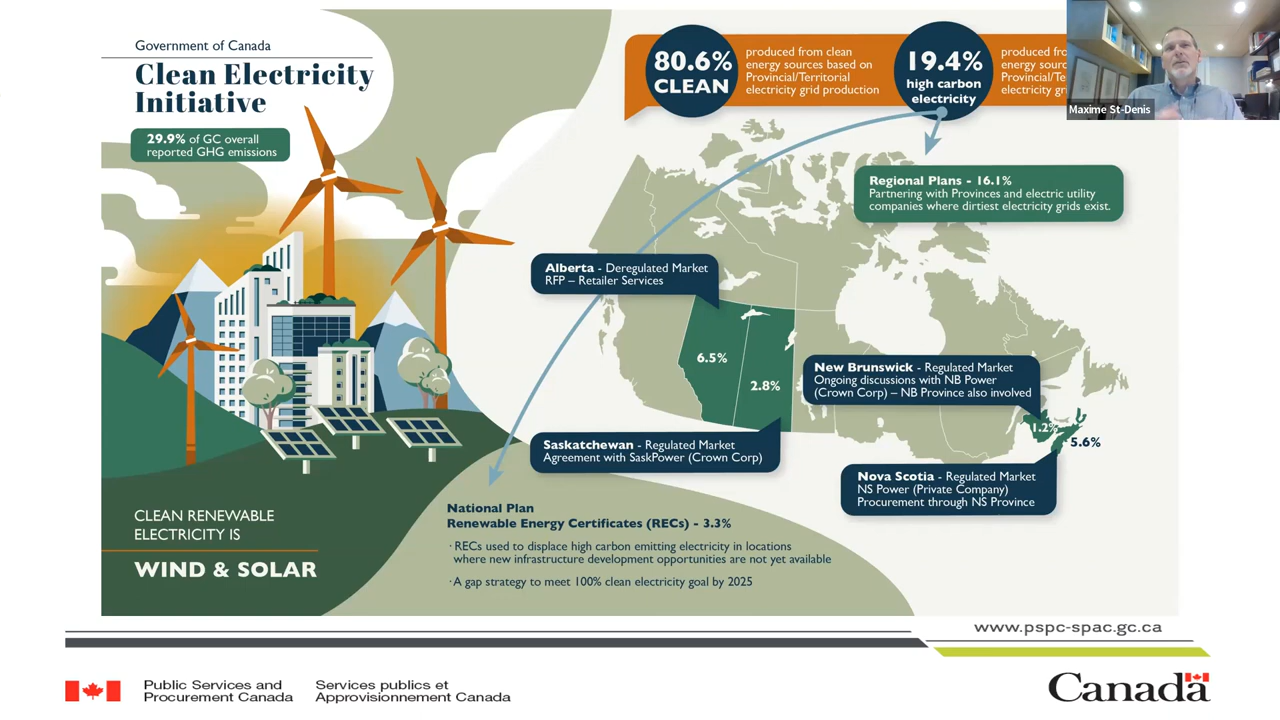 Government of Canada
Clean Electricity
Initiative
29.9% of GC overall
reported GHG emissions
80.6%
CLEAN
produced from clean
energy sources based on
Provincial/Territorial
electricity grid production
19.4%
high carbon
electricity
produced
energy
Provincial
electricity
Maxime St-Denis
Regional Plans - 16.1%
Partnering with Provinces and electric utility
companies where dirtiest electricity grids exist.
Alberta - Deregulated Market
RFP – Retailer Services
6.5%
2.8%
New Brunswick - Regulated Market
Ongoing discussions with NB Power
(Crown Corp) – NB Province also involved
1.2%
5.6%
Saskatchewan - Regulated Market
Agreement with SaskPower (Crown Corp)
Nova Scotia - Regulated Market
NS Power (Private Company)
Procurement through NS Province
National Plan
Renewable Energy Certificates (RECs) - 3.3%
· RECs used to displace high carbon emitting electricity in locations
where new infrastructure development opportunities are not yet available
· A gap strategy to meet 100% clean electricity goal by 2025
CLEAN RENEWABLE
ELECTRICITY IS
WIND & SOLAR
www.pspc-spac.gc.ca
Public Services and
Procurement Canada
Services publics et
Approvisionnement Canada
Canada